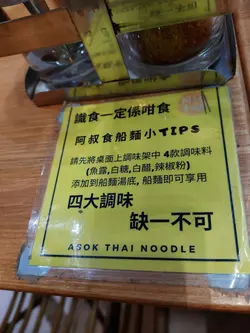 識食一定係咁食
阿叔食船麵小TIPS
請先將桌面上調味架中 4款調味料
(魚露,白糖,白醋,辣椒粉)
添加到船麵湯底, 船麵即可享用
四大調味
缺一不可
ASOK THAI NOODLE